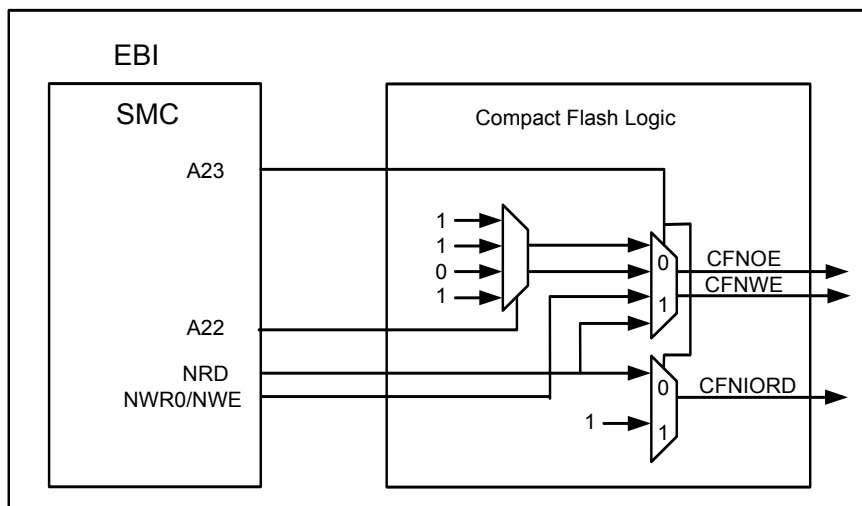 EBI
SMC
Compact Flash Logic
A23
1
1
0
1
0
1
CFNOE
CFNWE
A22
NRD
NWR0/NWE
0
1
1
CFNIORD